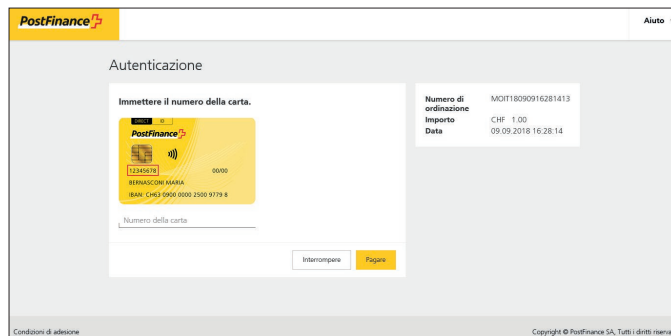 PostFinance
Aiuto
Autenticazione
Immettere il numero della carta.
DIRECT ID
PostFinance
12345678 00/00
BERNASCONI MARIA
IBAN: CH63 0900 0000 2500 9779 8
Numero della carta
Interrompere Pagare
Numero di ordinazione MOIT18090916281413
Importo CHF 1.00
Data 09.09.2018 16:28:14
Condizioni di adesione
Copyright © PostFinance SA, Tutti i diritti riserva